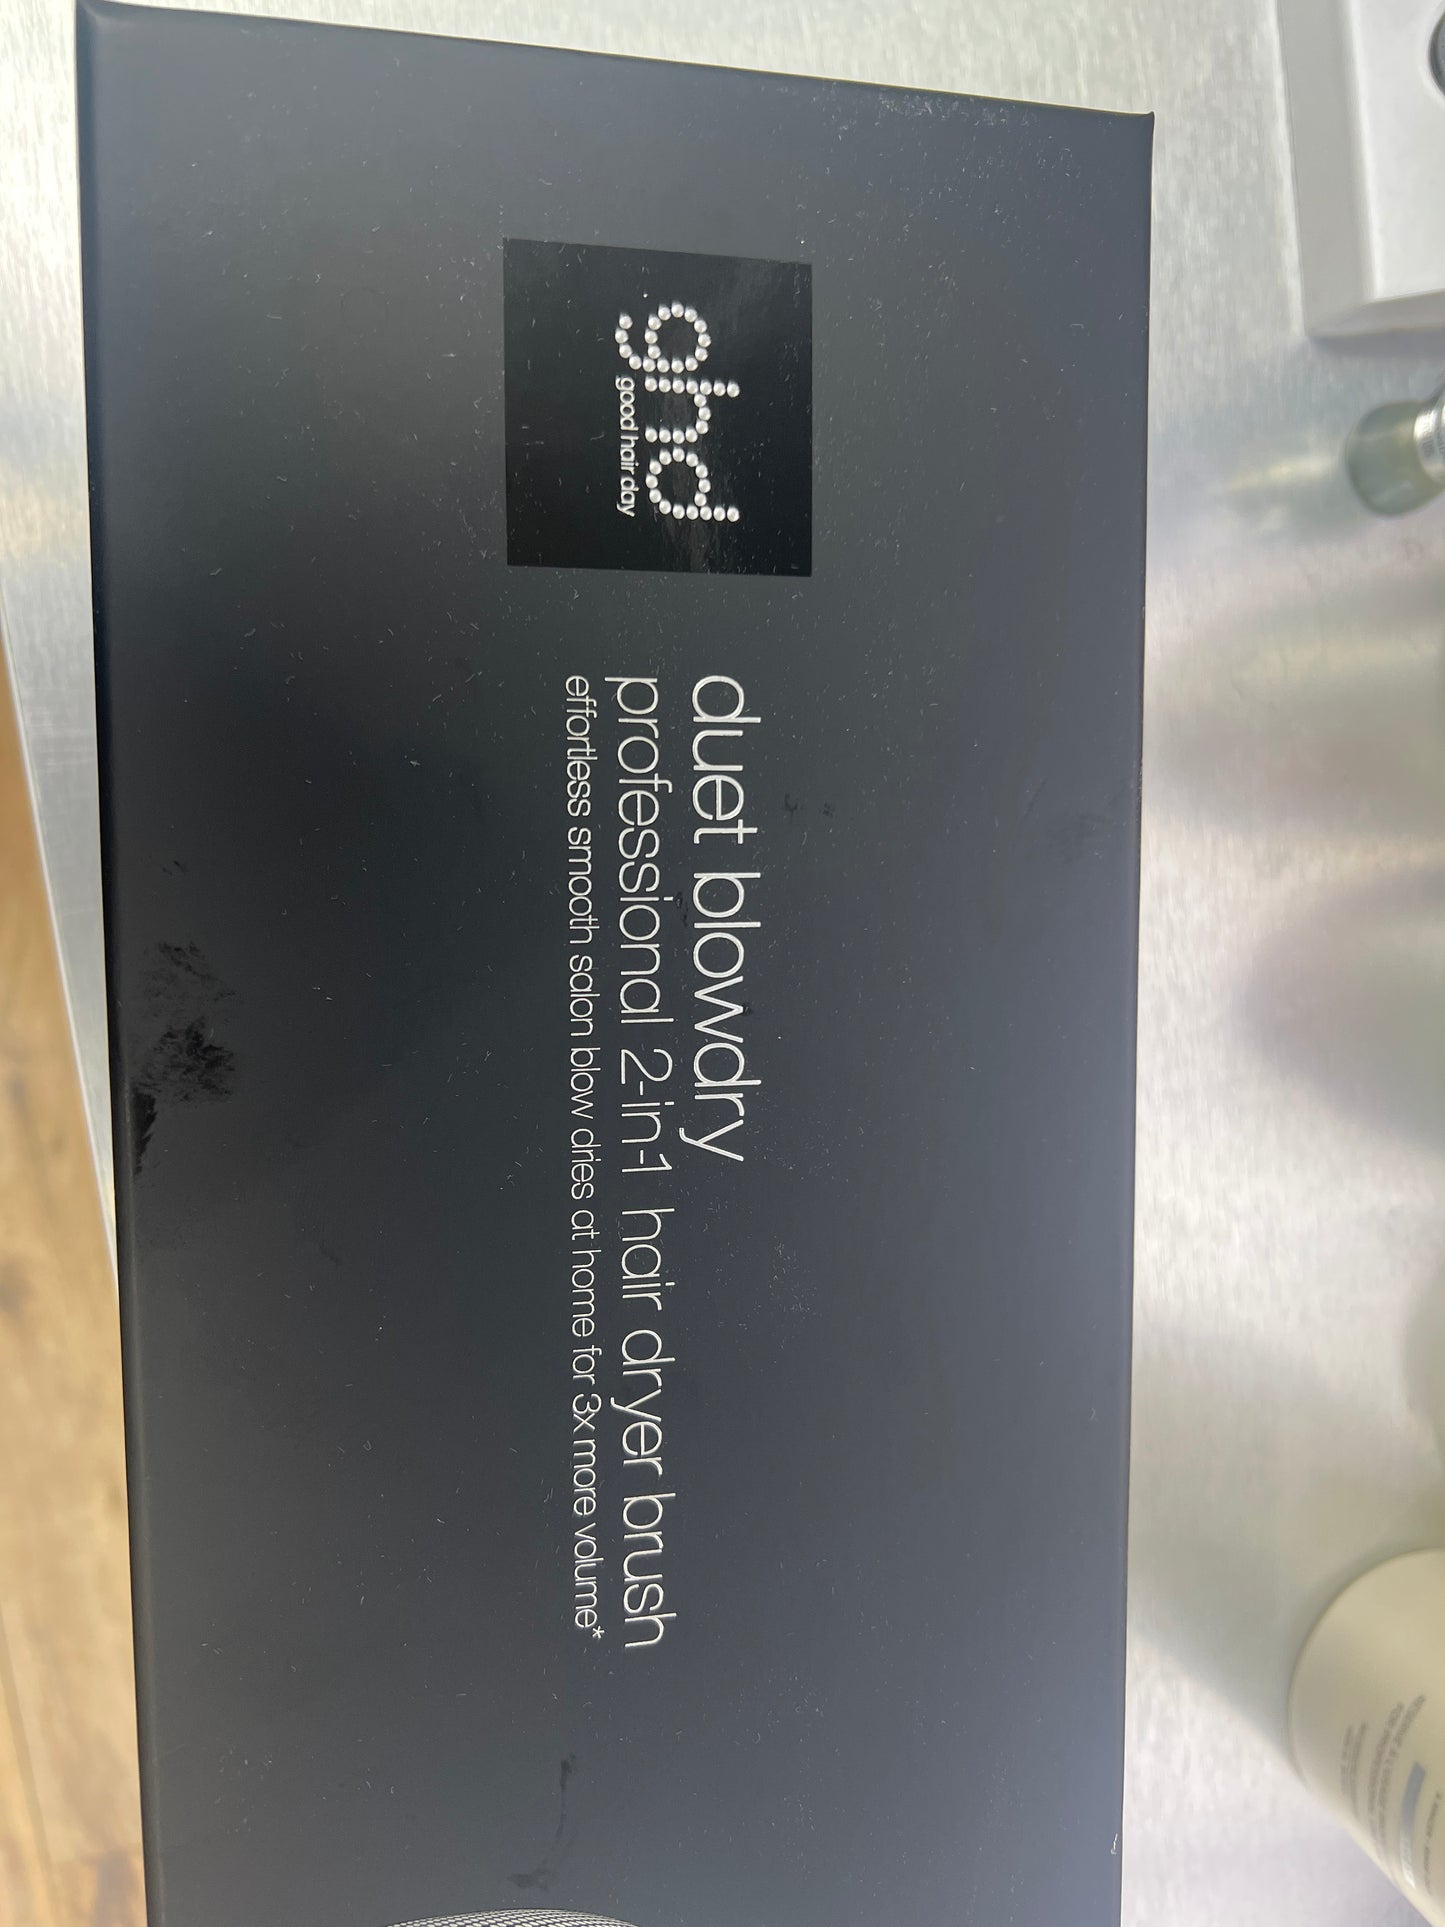 ghd
good hair day
duet blowdry
professional 2-in-1 hair dryer brush
effortless smooth salon blow dries at home for 3x more volume*